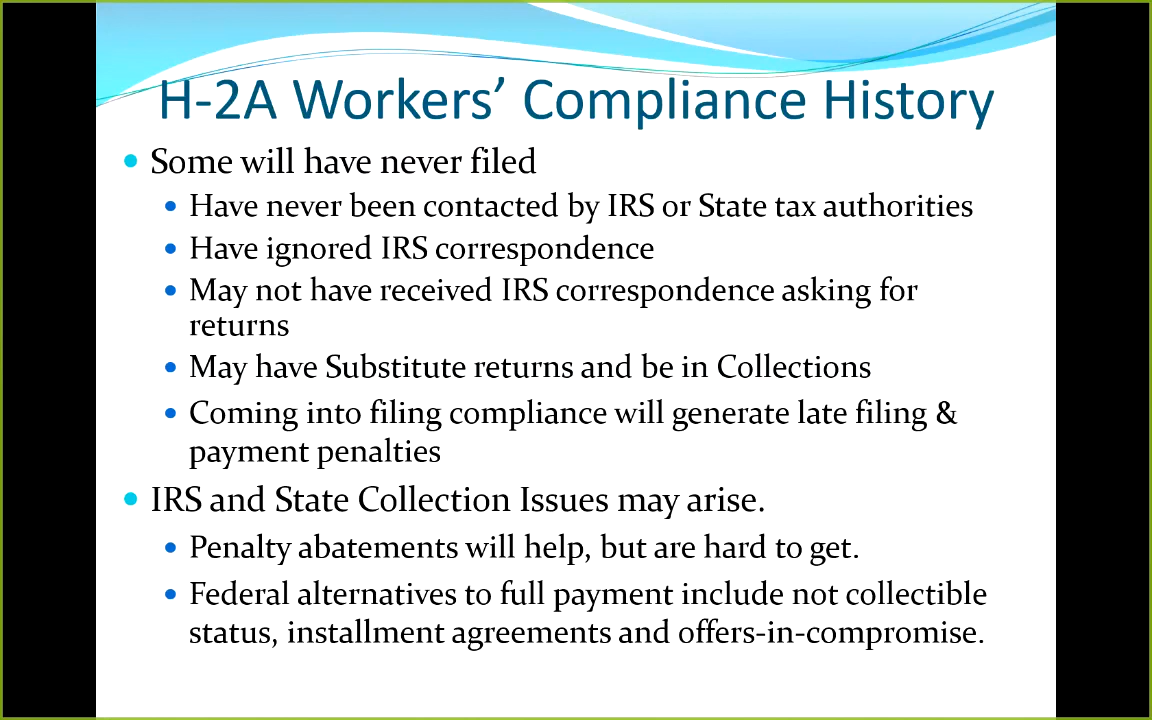 H-2A Workers’ Compliance History
• Some will have never filed
• Have never been contacted by IRS or State tax authorities
• Have ignored IRS correspondence
• May not have received IRS correspondence asking for
returns
• May have Substitute returns and be in Collections
• Coming into filing compliance will generate late filing &
payment penalties
• IRS and State Collection Issues may arise.
• Penalty abatements will help, but are hard to get.
• Federal alternatives to full payment include not collectible
status, installment agreements and offers-in-compromise.